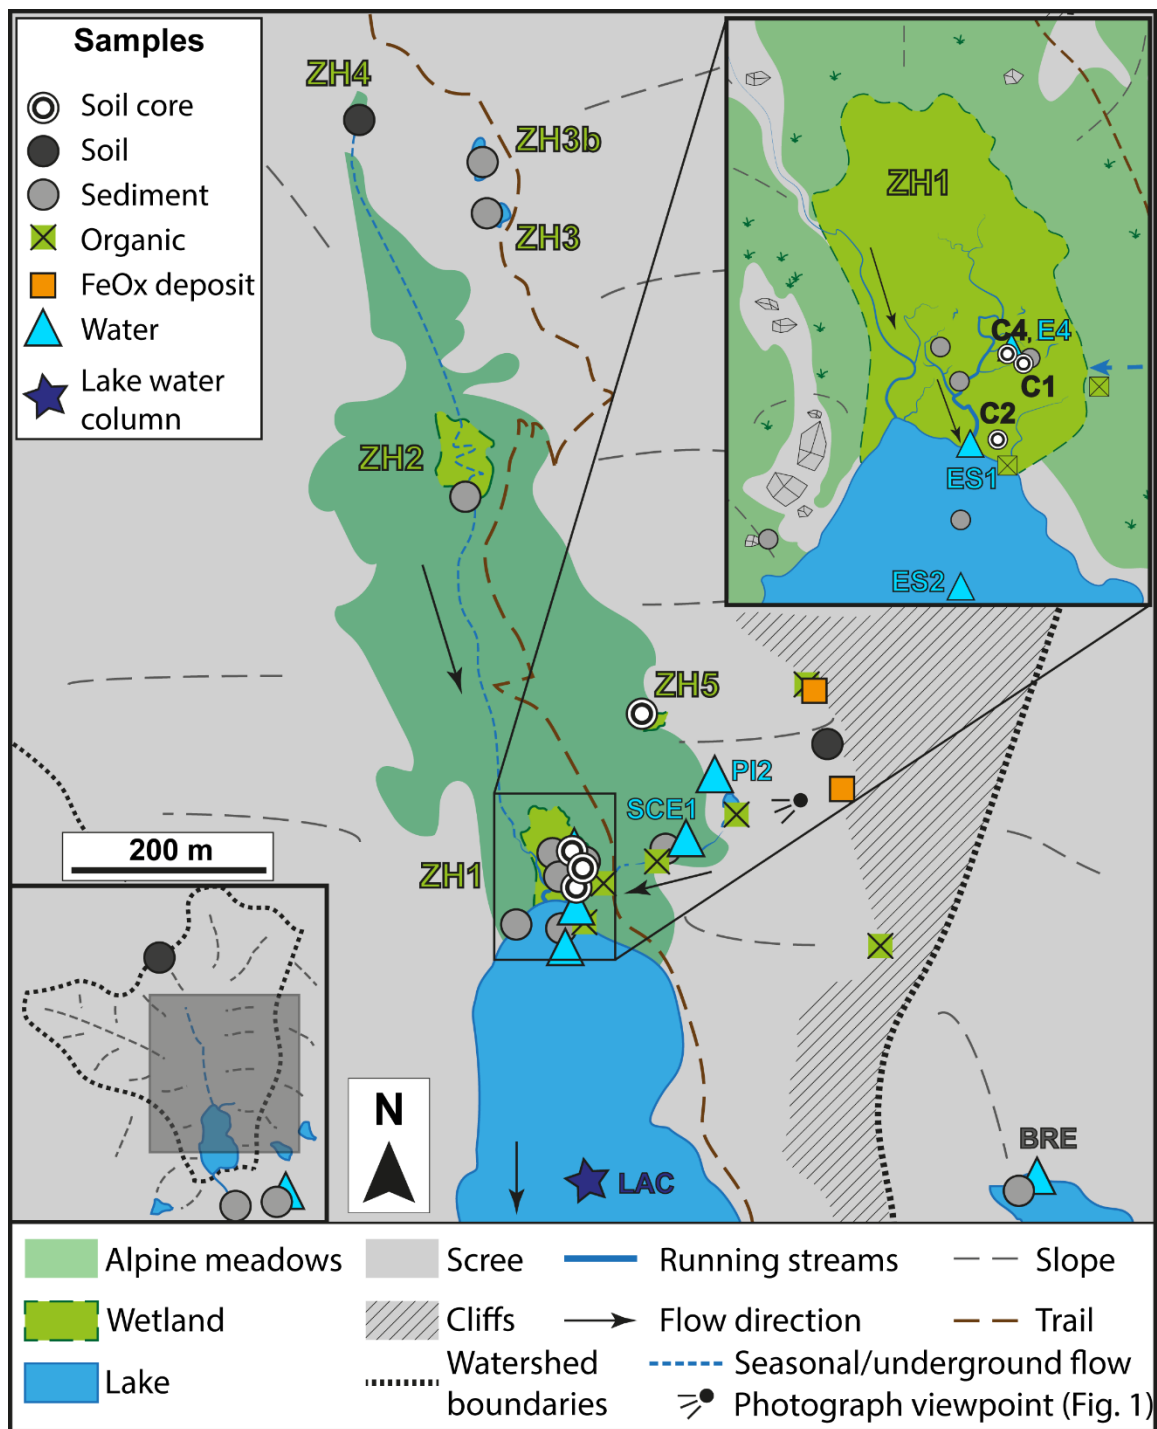 Samples
Soil core
Soil
Sediment
Organic
FeOx deposit
Water
Lake water
column
ZH4
ZH3b
ZH3
ZH2
ZH1
C4, E4
C1
C2
ES1
ES2
ZH5
PI2
SCE1
ZH1
200 m
N
LAC
BRE
Alpine meadows
Scree
Running streams
Slope
Wetland
Cliffs
Flow direction
Trail
Lake
Watershed
boundaries
Seasonal/underground flow
Photograph viewpoint (Fig. 1)